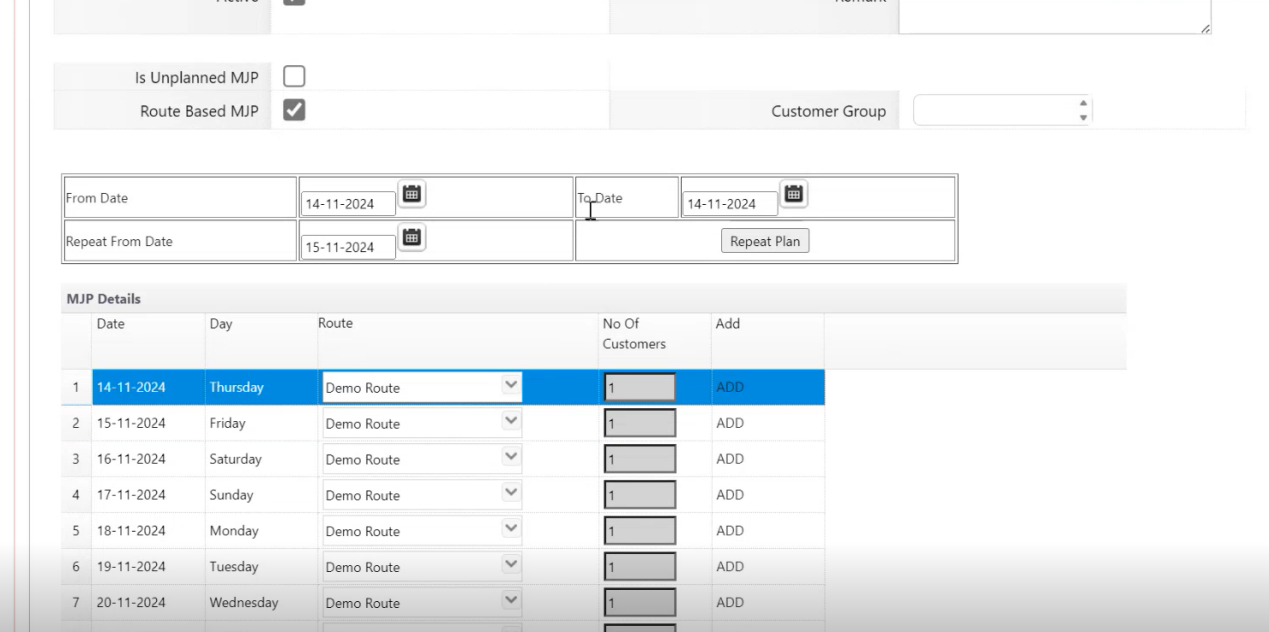 Active
Remark
Is Unplanned MJP
Route Based MJP
Customer Group
From Date 14-11-2024 To Date 14-11-2024
Repeat From Date 15-11-2024 Repeat Plan
MJP Details
Date Day Route No Of Customers Add
1 14-11-2024 Thursday Demo Route 1 ADD
2 15-11-2024 Friday Demo Route 1 ADD
3 16-11-2024 Saturday Demo Route 1 ADD
4 17-11-2024 Sunday Demo Route 1 ADD
5 18-11-2024 Monday Demo Route 1 ADD
6 19-11-2024 Tuesday Demo Route 1 ADD
7 20-11-2024 Wednesday Demo Route 1 ADD